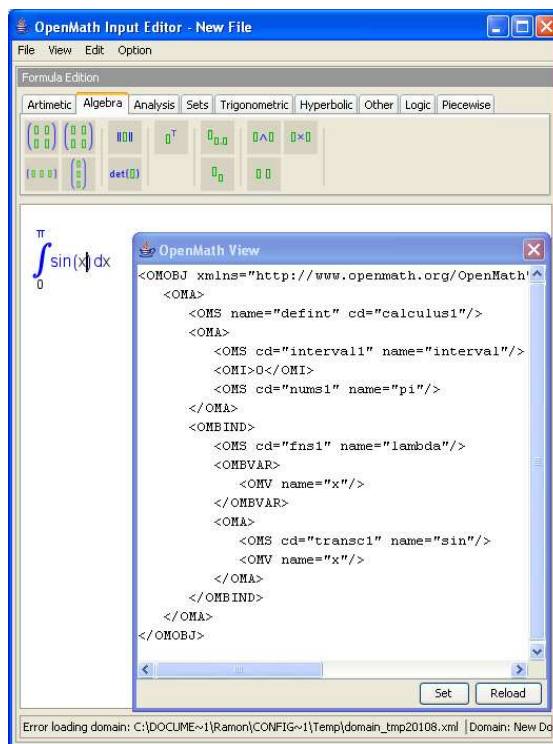 OpenMath Input Editor - New File
File View Edit Option
Formula Edition
Artimetic Algebra Analysis Sets Trigonometric Hyperbolic Other Logic Piecewise
det(▯)
π
∫ sin(x) dx
0
OpenMath View
<OMOBJ xmlns="http://www.openmath.org/OpenMath"
<OMA>
<OMS name="defint" cd="calculus1"/>
<OMA>
<OMS cd="interval1" name="interval"/>
<OMI>0</OMI>
<OMS cd="nums1" name="pi"/>
</OMA>
<OMBIND>
<OMS cd="fns1" name="lambda"/>
<OMBVAR>
<OMV name="x"/>
</OMBVAR>
<OMA>
<OMS cd="transc1" name="sin"/>
<OMV name="x"/>
</OMA>
</OMBIND>
</OMA>
</OMOBJ>
Set Reload
Error loading domain: C:\DOCUME~1\Ramon\CONFIG~1\Temp\domain_tmp20108.xml Domain: New Do